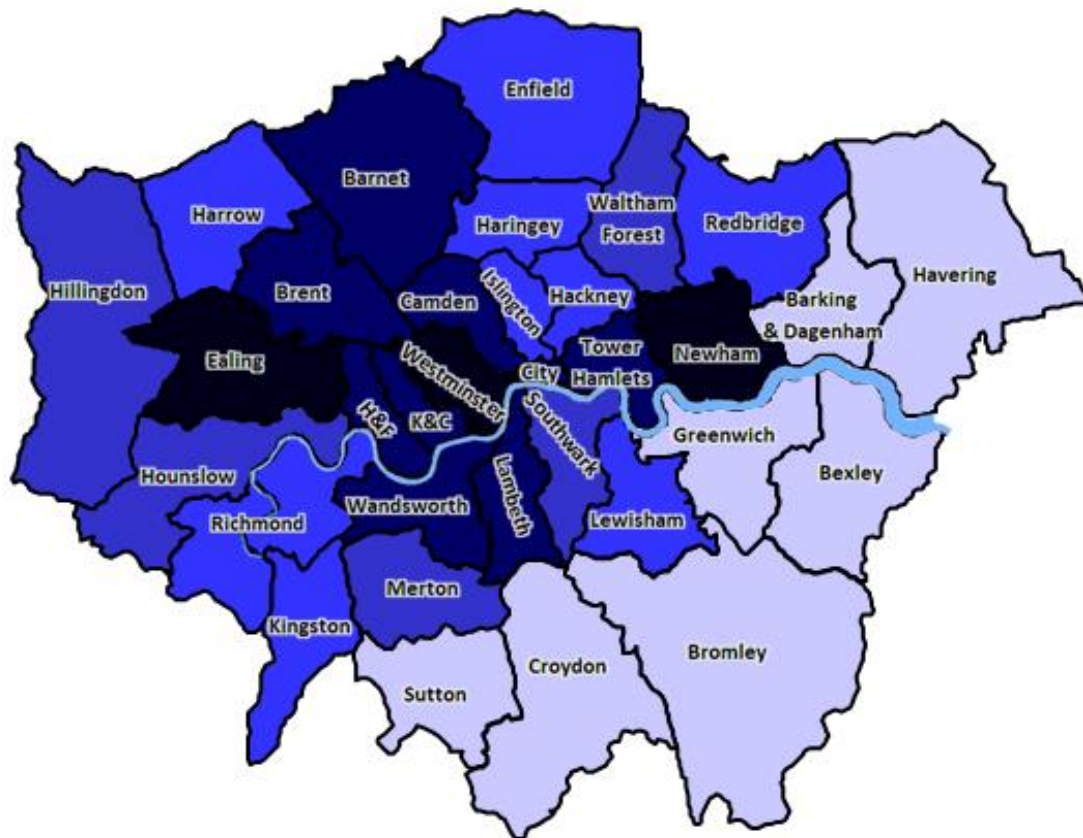 Enfield
Barnet
Harrow
Haringey
Waltham
Forest
Redbridge
Havering
Hillingdon
Brent
Camden
Islington
Hackney
Barking
& Dagenham
Ealing
Westminster
City
Tower
Hamlets
Newham
H&F
K&C
Southwark
Greenwich
Bexley
Hounslow
Richmond
Wandsworth
Lambeth
Lewisham
Merton
Kingston
Sutton
Croydon
Bromley